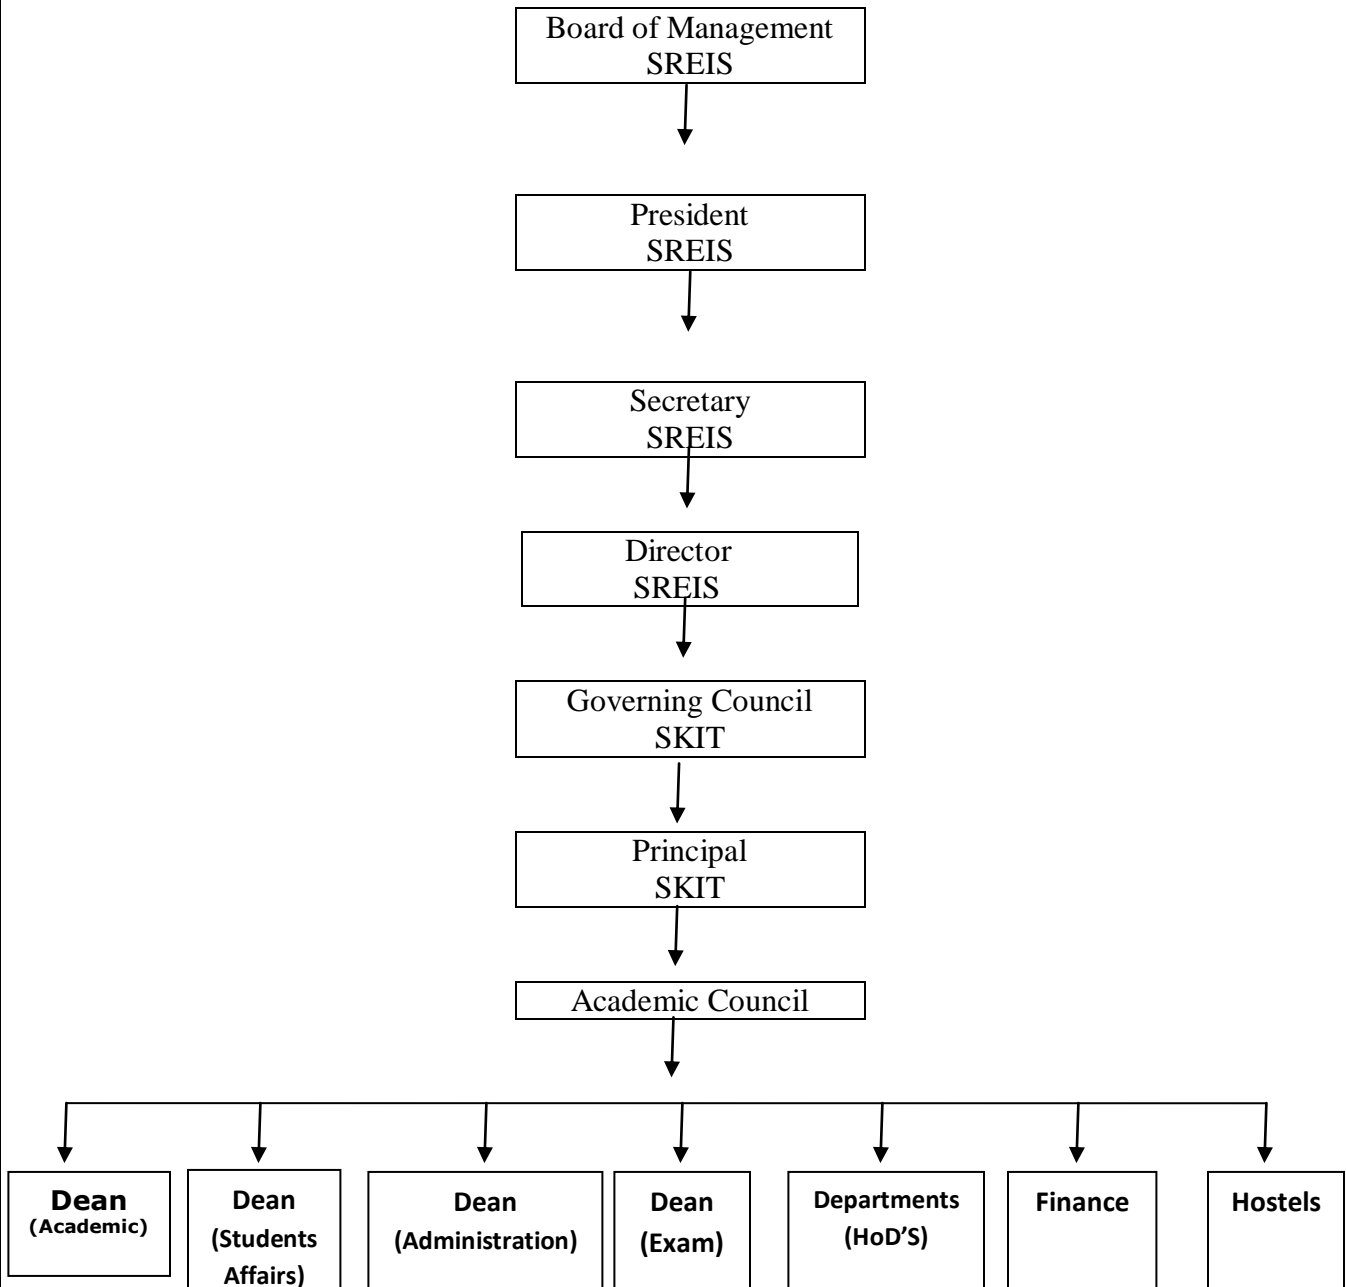 Board of Management
SREIS
President
SREIS
Secretary
SREIS
Director
SREIS
Governing Council
SKIT
Principal
SKIT
Academic Council
Dean
(Academic)
Dean
(Students
Affairs)
Dean
(Administration)
Dean
(Exam)
Departments
(HoD'S)
Finance
Hostels